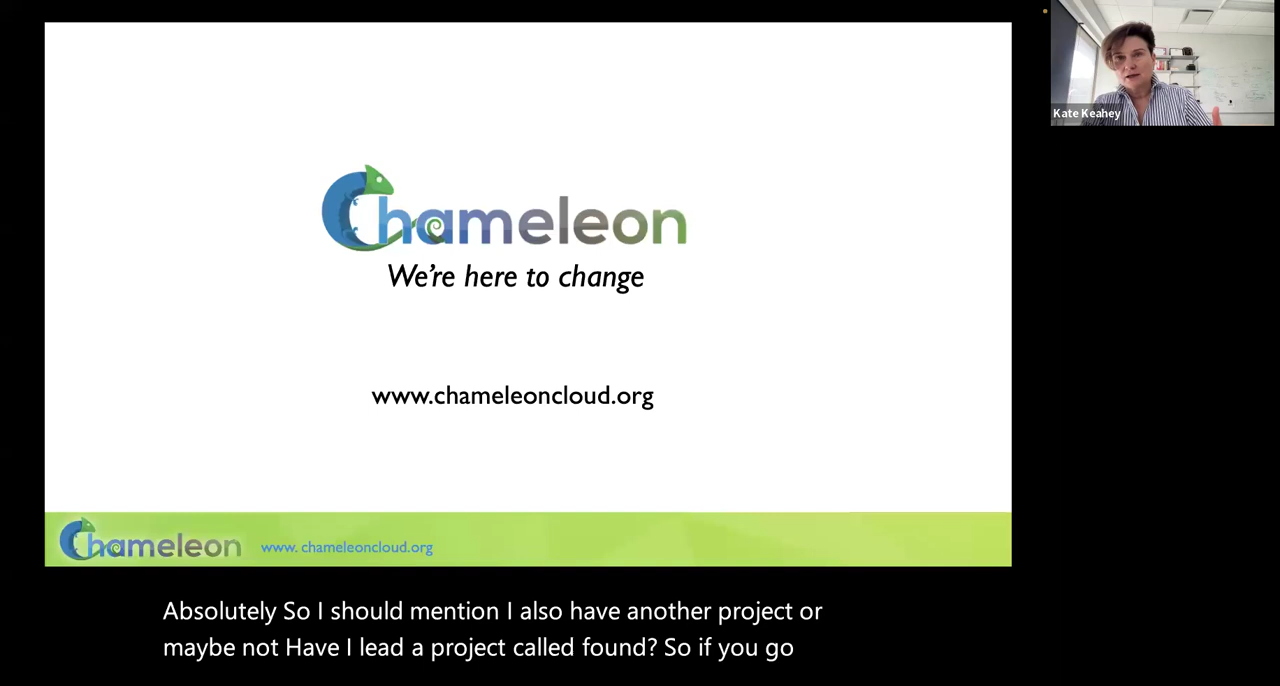 Chameleon
We're here to change
www.chameleoncloud.org
Chameleon www. chameleoncloud.org
Kate Keahey
Absolutely So I should mention I also have another project or
maybe not Have I lead a project called found? So if you go